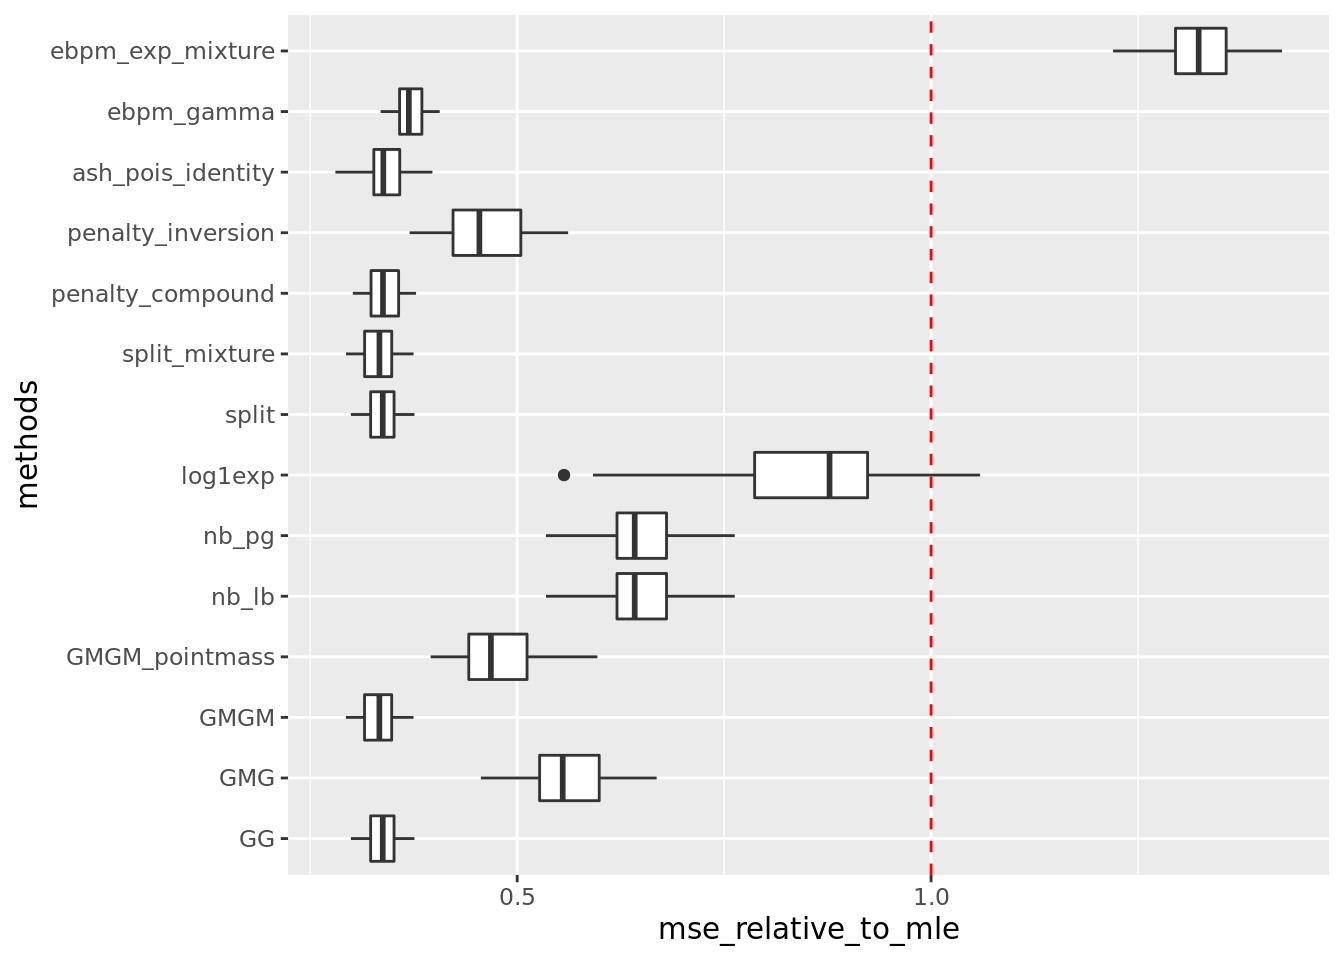 ebpm_exp_mixture
ebpm_gamma
ash_pois_identity
penalty_inversion
penalty_compound
split_mixture
split
log1exp
nb_pg
nb_lb
GMGM_pointmass
GMGM
GMG
GG
methods
0.5 1.0
mse_relative_to_mle